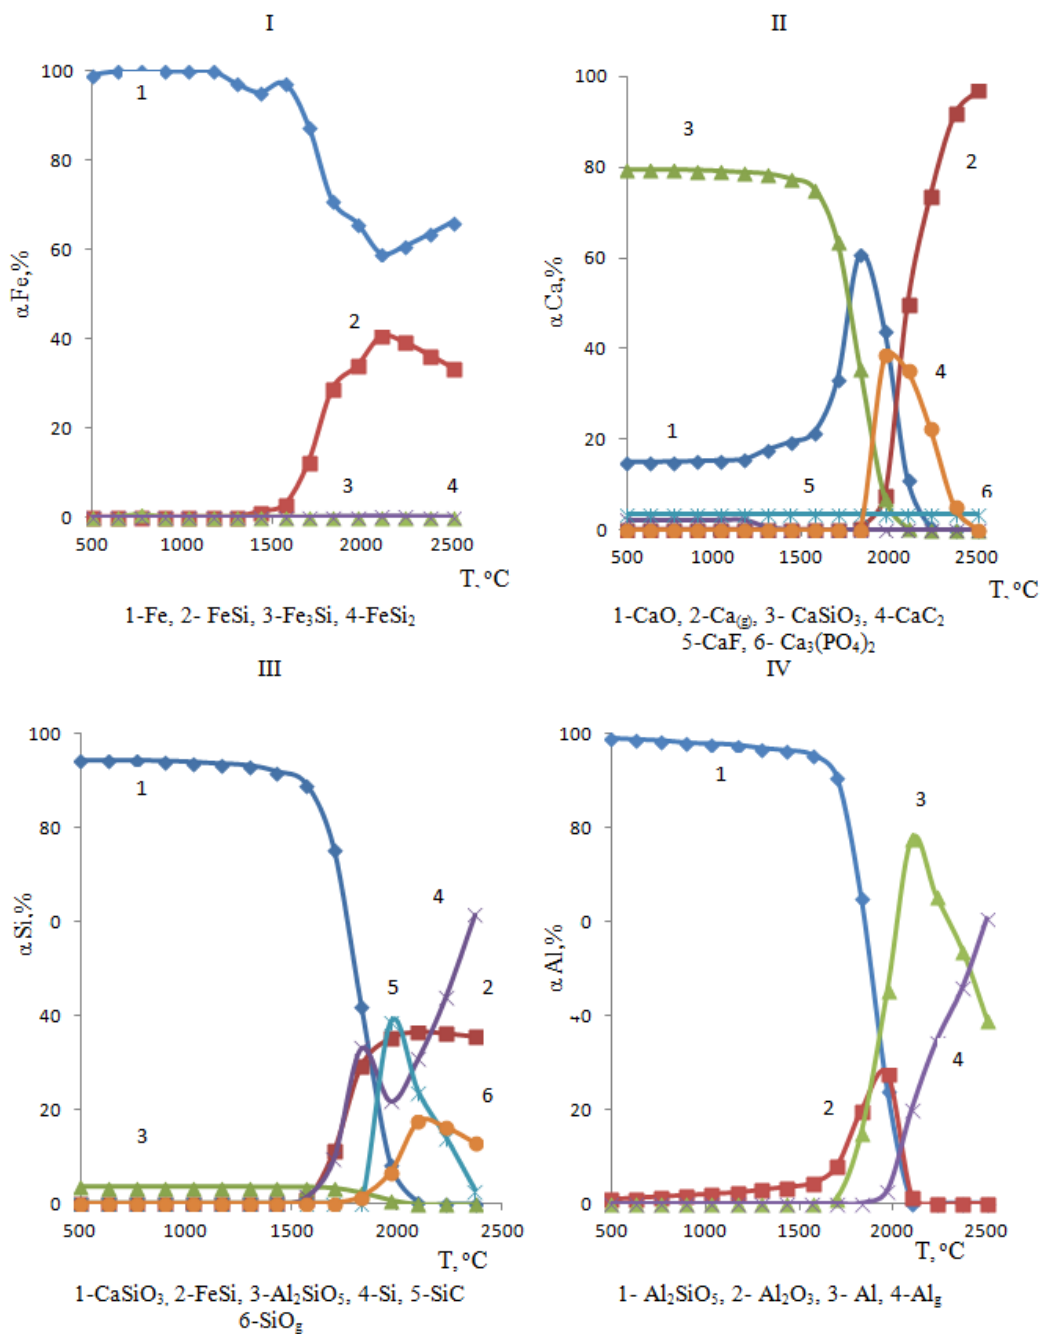 I
100
80
60
40
20
0
α Fe,%
1
2
3
4
500 1000 1500 2000 2500
T, °C
1-Fe, 2- FeSi, 3-Fe₃Si, 4-FeSi₂
II
100
80
60
40
20
0
α Ca,%
3
2
1
4
5
6
500 1000 1500 2000 2500
T, °C
1-CaO, 2-Ca₍g₎, 3- CaSiO₃, 4-CaC₂
5-CaF, 6- Ca₃(PO₄)₂
III
100
80
0
40
20
0
α Si,%
1
4
5
2
6
3
500 1000 1500 2000 2500
T, °C
1-CaSiO₃, 2-FeSi, 3-Al₂SiO₅, 4-Si, 5-SiC
6-SiOg
IV
100
80
0
40
20
0
α Al,%
1
3
2
4
500 1000 1500 2000 2500
T, °C
1- Al₂SiO₅, 2- Al₂O₃, 3- Al, 4-Alg